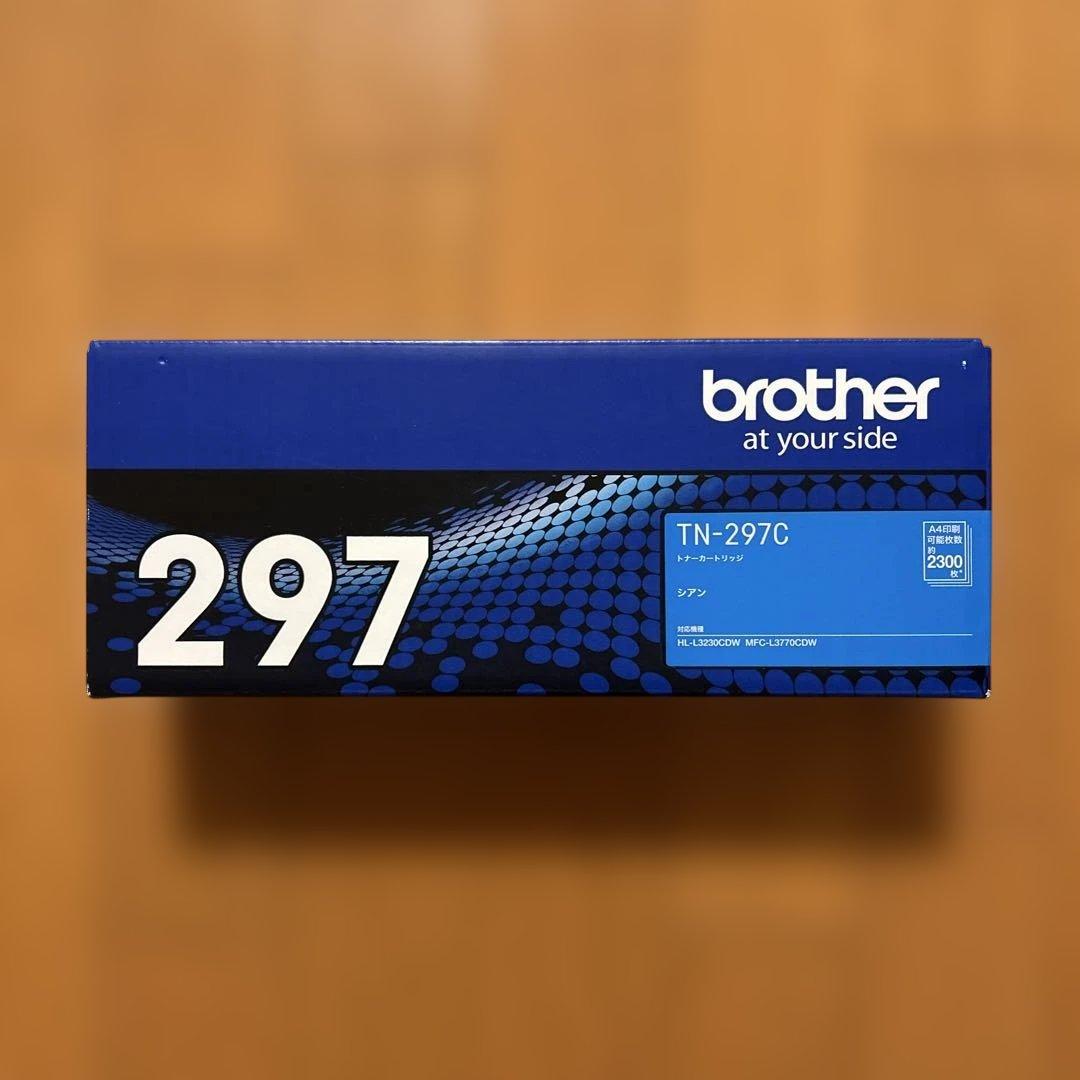 brother
at your side
297
TN-297C
トナーカートリッジ
シアン
A4印刷
可能枚数
約
2300
枚*
対応機種
HL-L3230CDW MFC-L3770CDW